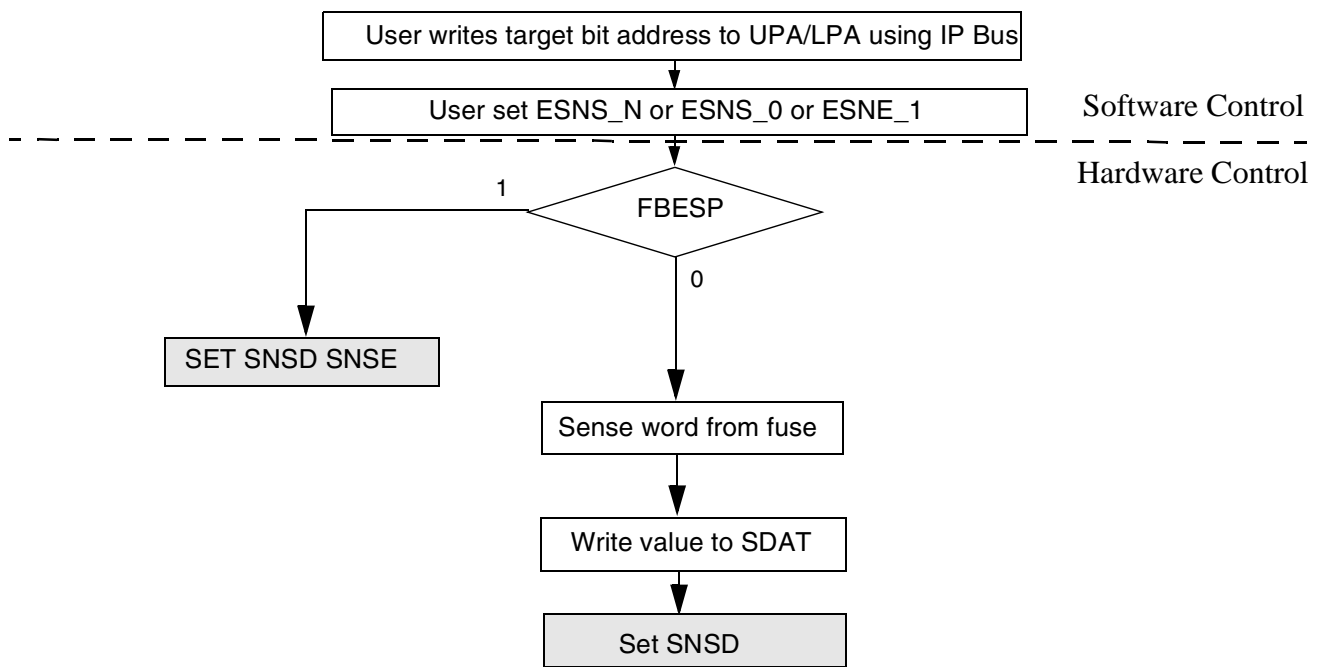 User writes target bit address to UPA/LPA using IP Bus
User set ESNS_N or ESNS_0 or ESNE_1
Software Control
Hardware Control
1
FBESP
0
SET SNSD SNSE
Sense word from fuse
Write value to SDAT
Set SNSD